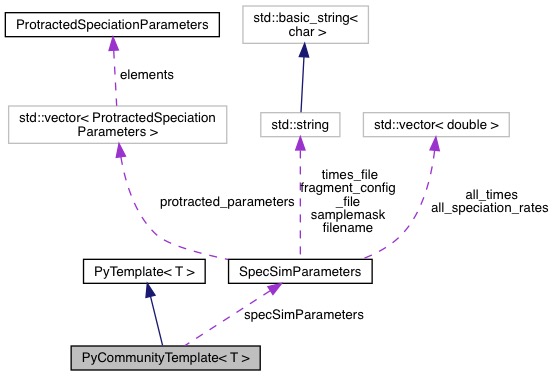 ProtractedSpeciationParameters
std::basic_string<
char >
elements
std::vector< ProtractedSpeciation
Parameters >
std::string
std::vector< double >
protracted_parameters
times_file
fragment_config
_file
samplemask
filename
all_times
all_speciation_rates
PyTemplate< T >
SpecSimParameters
specSimParameters
PyCommunityTemplate< T >